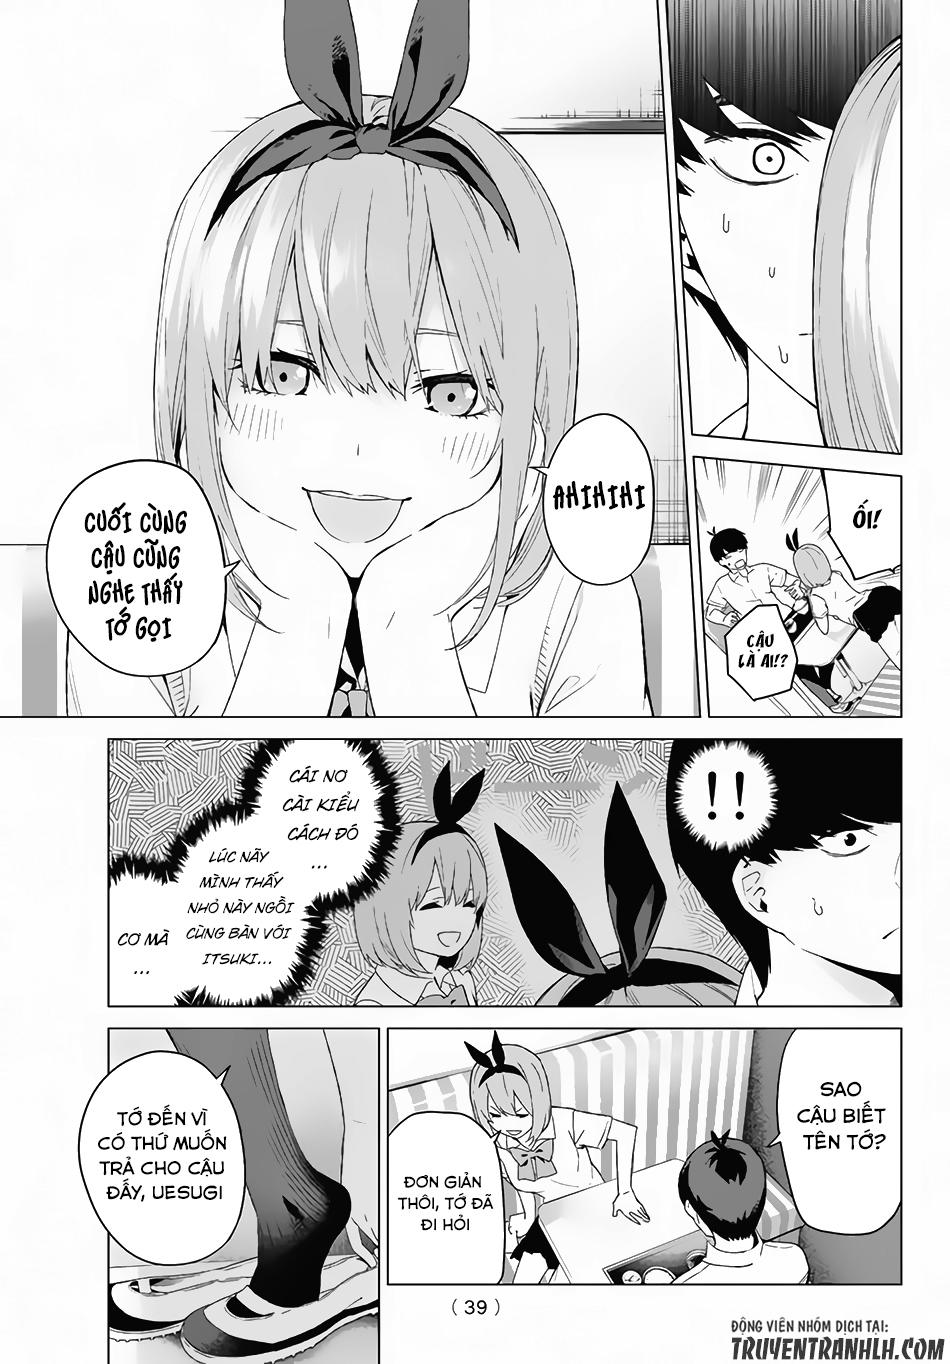 AHIHIHI
CUỐI CÙNG
CẬU CŨNG
NGHE THẤY
TỚ GỌI
ỐI!
CẬU
LÀ AI!?
!!
CÁI NƠ
CÀI KIỂU
CÁCH ĐÓ
...
LÚC NÃY
MÌNH THẤY
NHỎ NÀY NGỒI
CÙNG BÀN VỚI
ITSUKI...
CƠ MÀ
...
SAO
CẬU BIẾT
TÊN TỚ?
ĐƠN GIẢN
THÔI, TỚ ĐÃ
ĐI HỎI
TỚ ĐẾN VÌ
CÓ THỨ MUỐN
TRẢ CHO CẬU
ĐẤY, UESUGI
( 39 )
ĐỘNG VIÊN NHÓM DỊCH TẠI:
TRUYENTRANHLH.COM